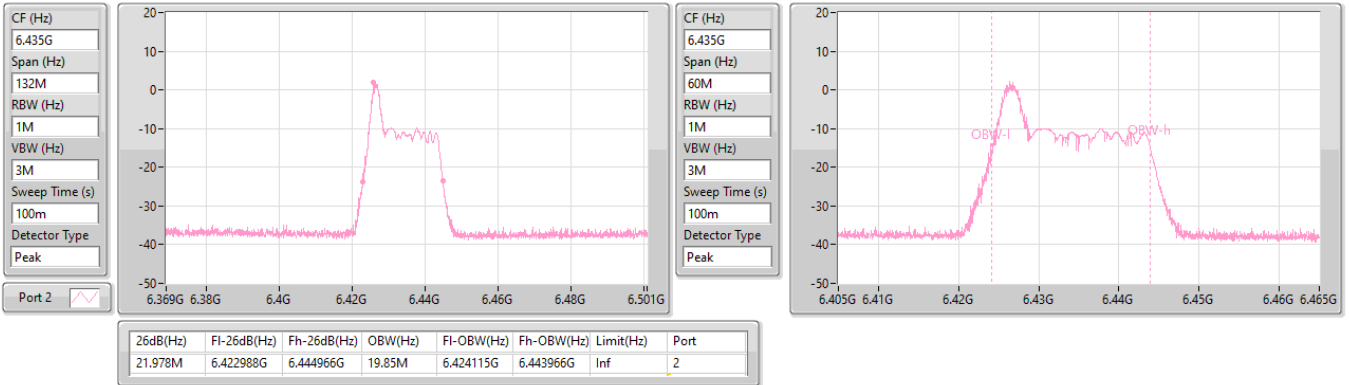 CF (Hz)
6.435G
Span (Hz)
132M
RBW (Hz)
1M
VBW (Hz)
3M
Sweep Time (s)
100m
Detector Type
Peak
Port 2
20
10
0
-10
-20
-30
-40
-50
6.369G 6.38G 6.4G 6.42G 6.44G 6.46G 6.48G 6.501G
CF (Hz)
6.435G
Span (Hz)
60M
RBW (Hz)
1M
VBW (Hz)
3M
Sweep Time (s)
100m
Detector Type
Peak
20
10
0
-10
-20
-30
-40
-50
OBW-l
OBW-h
6.405G 6.41G 6.42G 6.43G 6.44G 6.45G 6.46G 6.465G
26dB(Hz) Fl-26dB(Hz) Fh-26dB(Hz) OBW(Hz) Fl-OBW(Hz) Fh-OBW(Hz) Limit(Hz) Port
21.978M 6.422988G 6.444966G 19.85M 6.424115G 6.443966G Inf 2